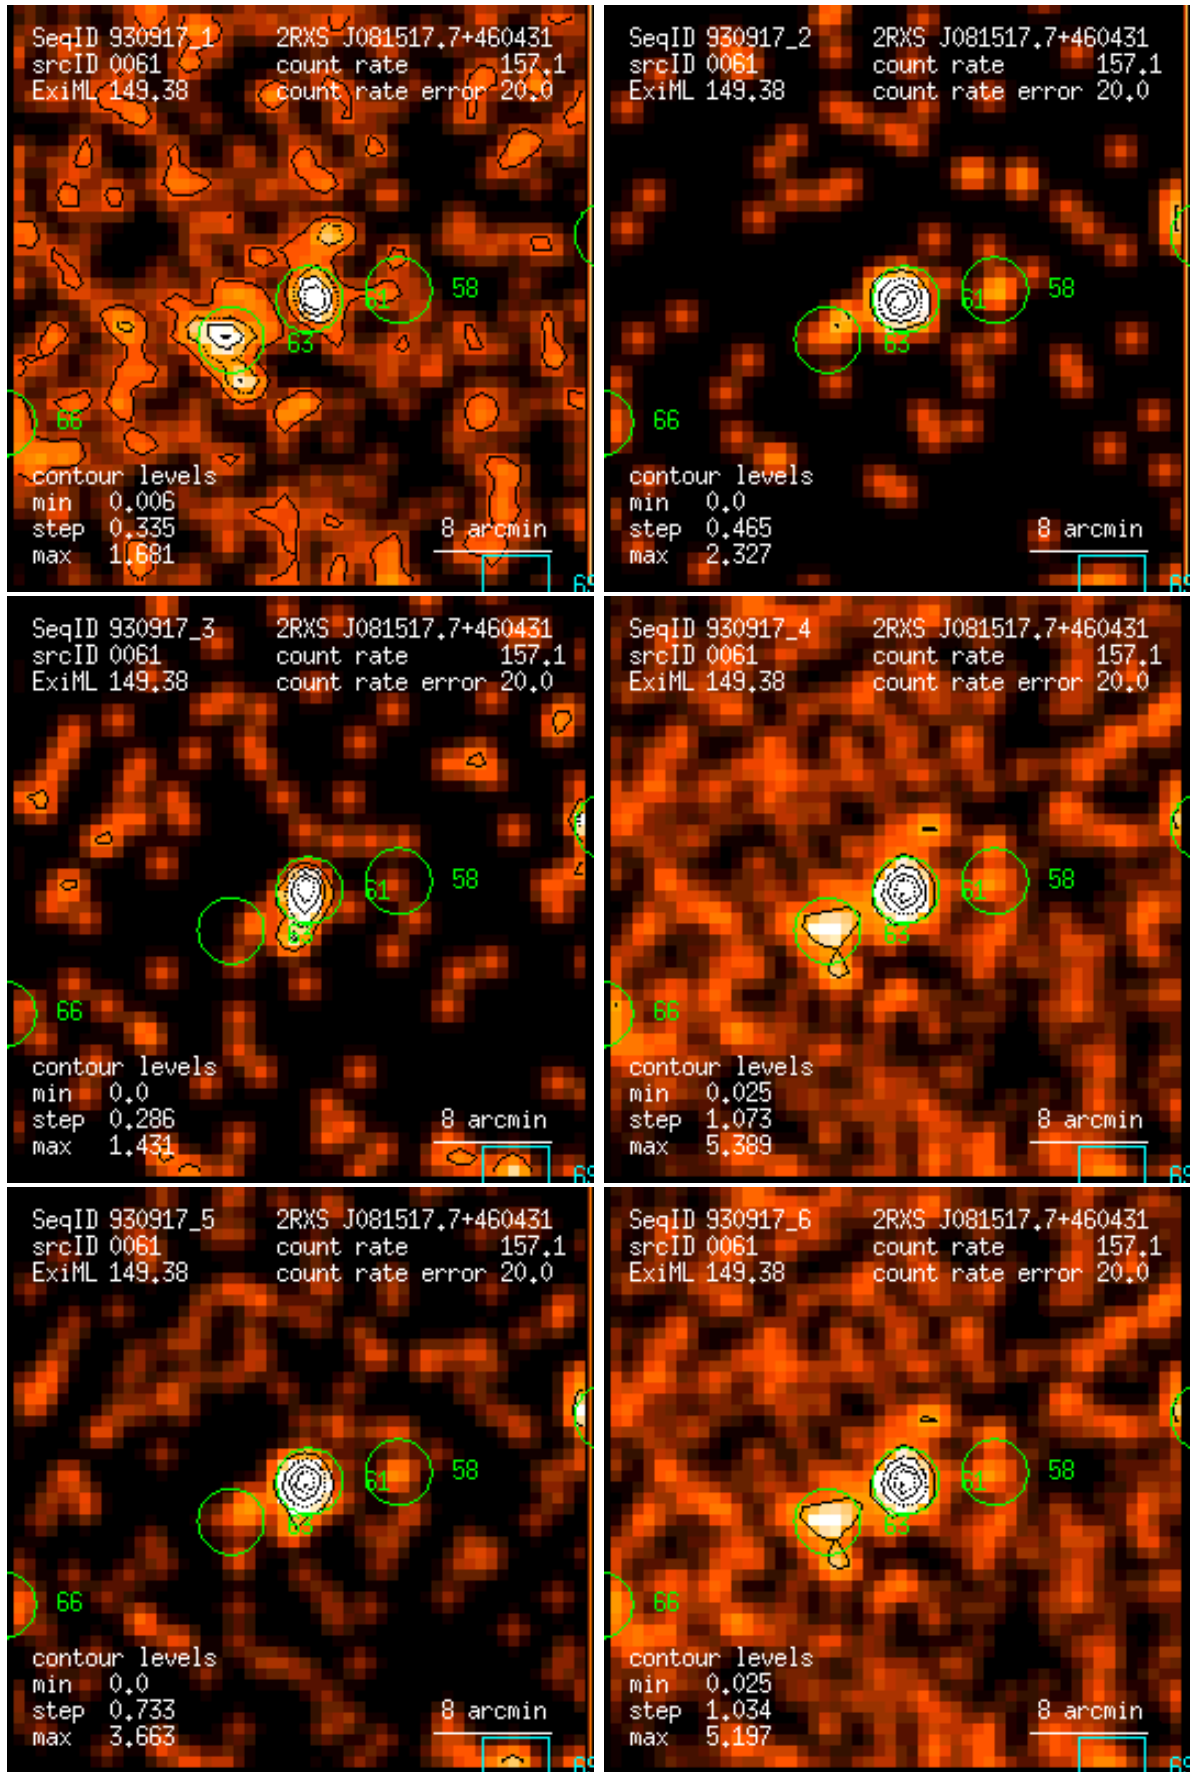 SeqID 930917_1 2RXS J081517.7+460431
srcID 0061 count rate 157.1
ExiML 149.38 count rate error 20.0
61 58
63
66
contour levels
min 0.006
step 0.335 8 arcmin
max 1.681
SeqID 930917_2 2RXS J081517.7+460431
srcID 0061 count rate 157.1
ExiML 149.38 count rate error 20.0
61 58
63
66
contour levels
min 0.0
step 0.465 8 arcmin
max 2.327
SeqID 930917_3 2RXS J081517.7+460431
srcID 0061 count rate 157.1
ExiML 149.38 count rate error 20.0
61 58
63
66
contour levels
min 0.0
step 0.286 8 arcmin
max 1.431
SeqID 930917_4 2RXS J081517.7+460431
srcID 0061 count rate 157.1
ExiML 149.38 count rate error 20.0
61 58
63
66
contour levels
min 0.025
step 1.073 8 arcmin
max 5.389
SeqID 930917_5 2RXS J081517.7+460431
srcID 0061 count rate 157.1
ExiML 149.38 count rate error 20.0
61 58
63
66
contour levels
min 0.0
step 0.733 8 arcmin
max 3.663
SeqID 930917_6 2RXS J081517.7+460431
srcID 0061 count rate 157.1
ExiML 149.38 count rate error 20.0
61 58
63
66
contour levels
min 0.025
step 1.034 8 arcmin
max 5.197